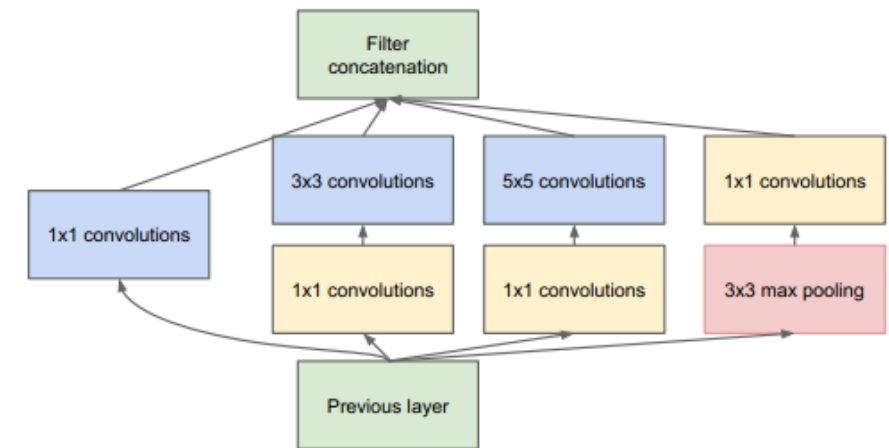 Filter
concatenation
3x3 convolutions
5x5 convolutions
1x1 convolutions
1x1 convolutions
1x1 convolutions
1x1 convolutions
3x3 max pooling
Previous layer